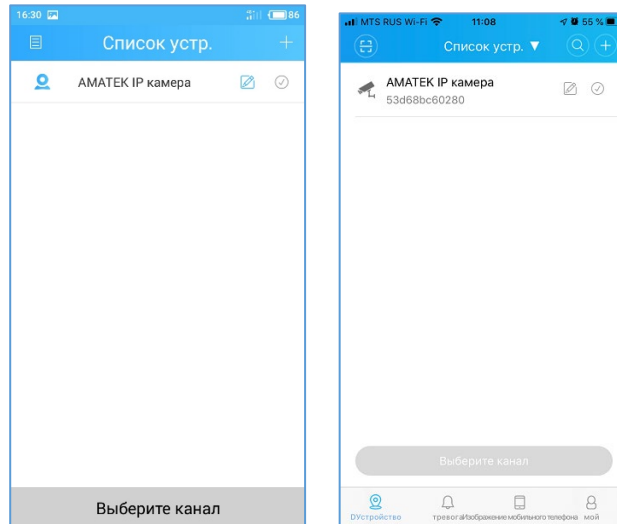 16:30 86
Список устр.
AMATEK IP камера
Выберите канал
MTS RUS Wi-Fi 11:08 55 %
Список устр. ▼
AMATEK IP камера
53d68bc60280
Выберите канал
DУстройство тревога Изображение мобильного телефона мой